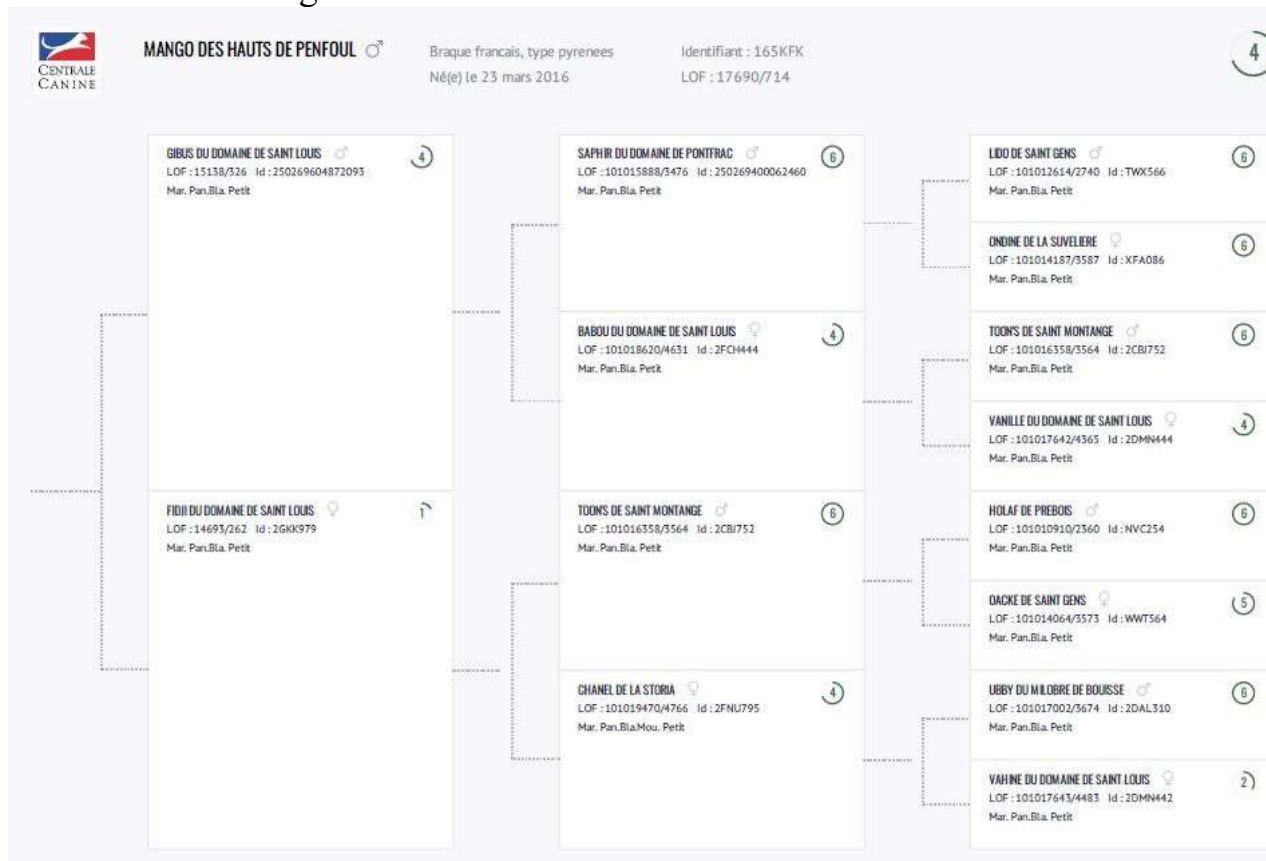 CENTRALE
CANINE
MANGO DES HAUTS DE PENFOUL
Braque francais, type pyrenees
Né(e) le 23 mars 2016
Identifiant : 165KFK
LOF : 17690/714
4
GIBUS DU DOMAINE DE SAINT LOUIS
4
LOF : 15138/326 Id : 250269604872093
Mar. Pan.Bla. Petit
FIDJI DU DOMAINE DE SAINT LOUIS
1
LOF : 14693/262 Id : 2GKK979
Mar. Pan.Bla. Petit
SAPHIR DU DOMAINE DE PONTFRAC
6
LOF : 101015888/3476 Id : 250269400062460
Mar. Pan.Bla. Petit
BABOU DU DOMAINE DE SAINT LOUIS
4
LOF : 101018620/4631 Id : 2FCH444
Mar. Pan.Bla. Petit
TOON'S DE SAINT MONTANGE
6
LOF : 101016358/3564 Id : 2CBJ752
Mar. Pan.Bla. Petit
CHANEL DE LA STORIA
4
LOF : 101019470/4766 Id : 2FNU795
Mar. Pan.Bla.Mou. Petit
LIDO DE SAINT GENS
6
LOF : 101012614/2740 Id : TWX566
Mar. Pan.Bla. Petit
ONDINE DE LA SUVELIERE
6
LOF : 101014187/3587 Id : XFA086
Mar. Pan.Bla. Petit
TOON'S DE SAINT MONTANGE
6
LOF : 101016358/3564 Id : 2CBJ752
Mar. Pan.Bla. Petit
VANILLE DU DOMAINE DE SAINT LOUIS
4
LOF : 101017642/4365 Id : 2DMN444
Mar. Pan.Bla. Petit
HOLAF DE PREBOIS
6
LOF : 101010910/2360 Id : NVC254
Mar. Pan.Bla. Petit
OACKE DE SAINT GENS
5
LOF : 101014064/3573 Id : WWT564
Mar. Pan.Bla. Petit
UBBY DU MILOBRE DE BOUISSE
6
LOF : 101017002/3674 Id : 2DAL310
Mar. Pan.Bla. Petit
VAHINE DU DOMAINE DE SAINT LOUIS
2
LOF : 101017643/4483 Id : 2DMN442
Mar. Pan.Bla. Petit